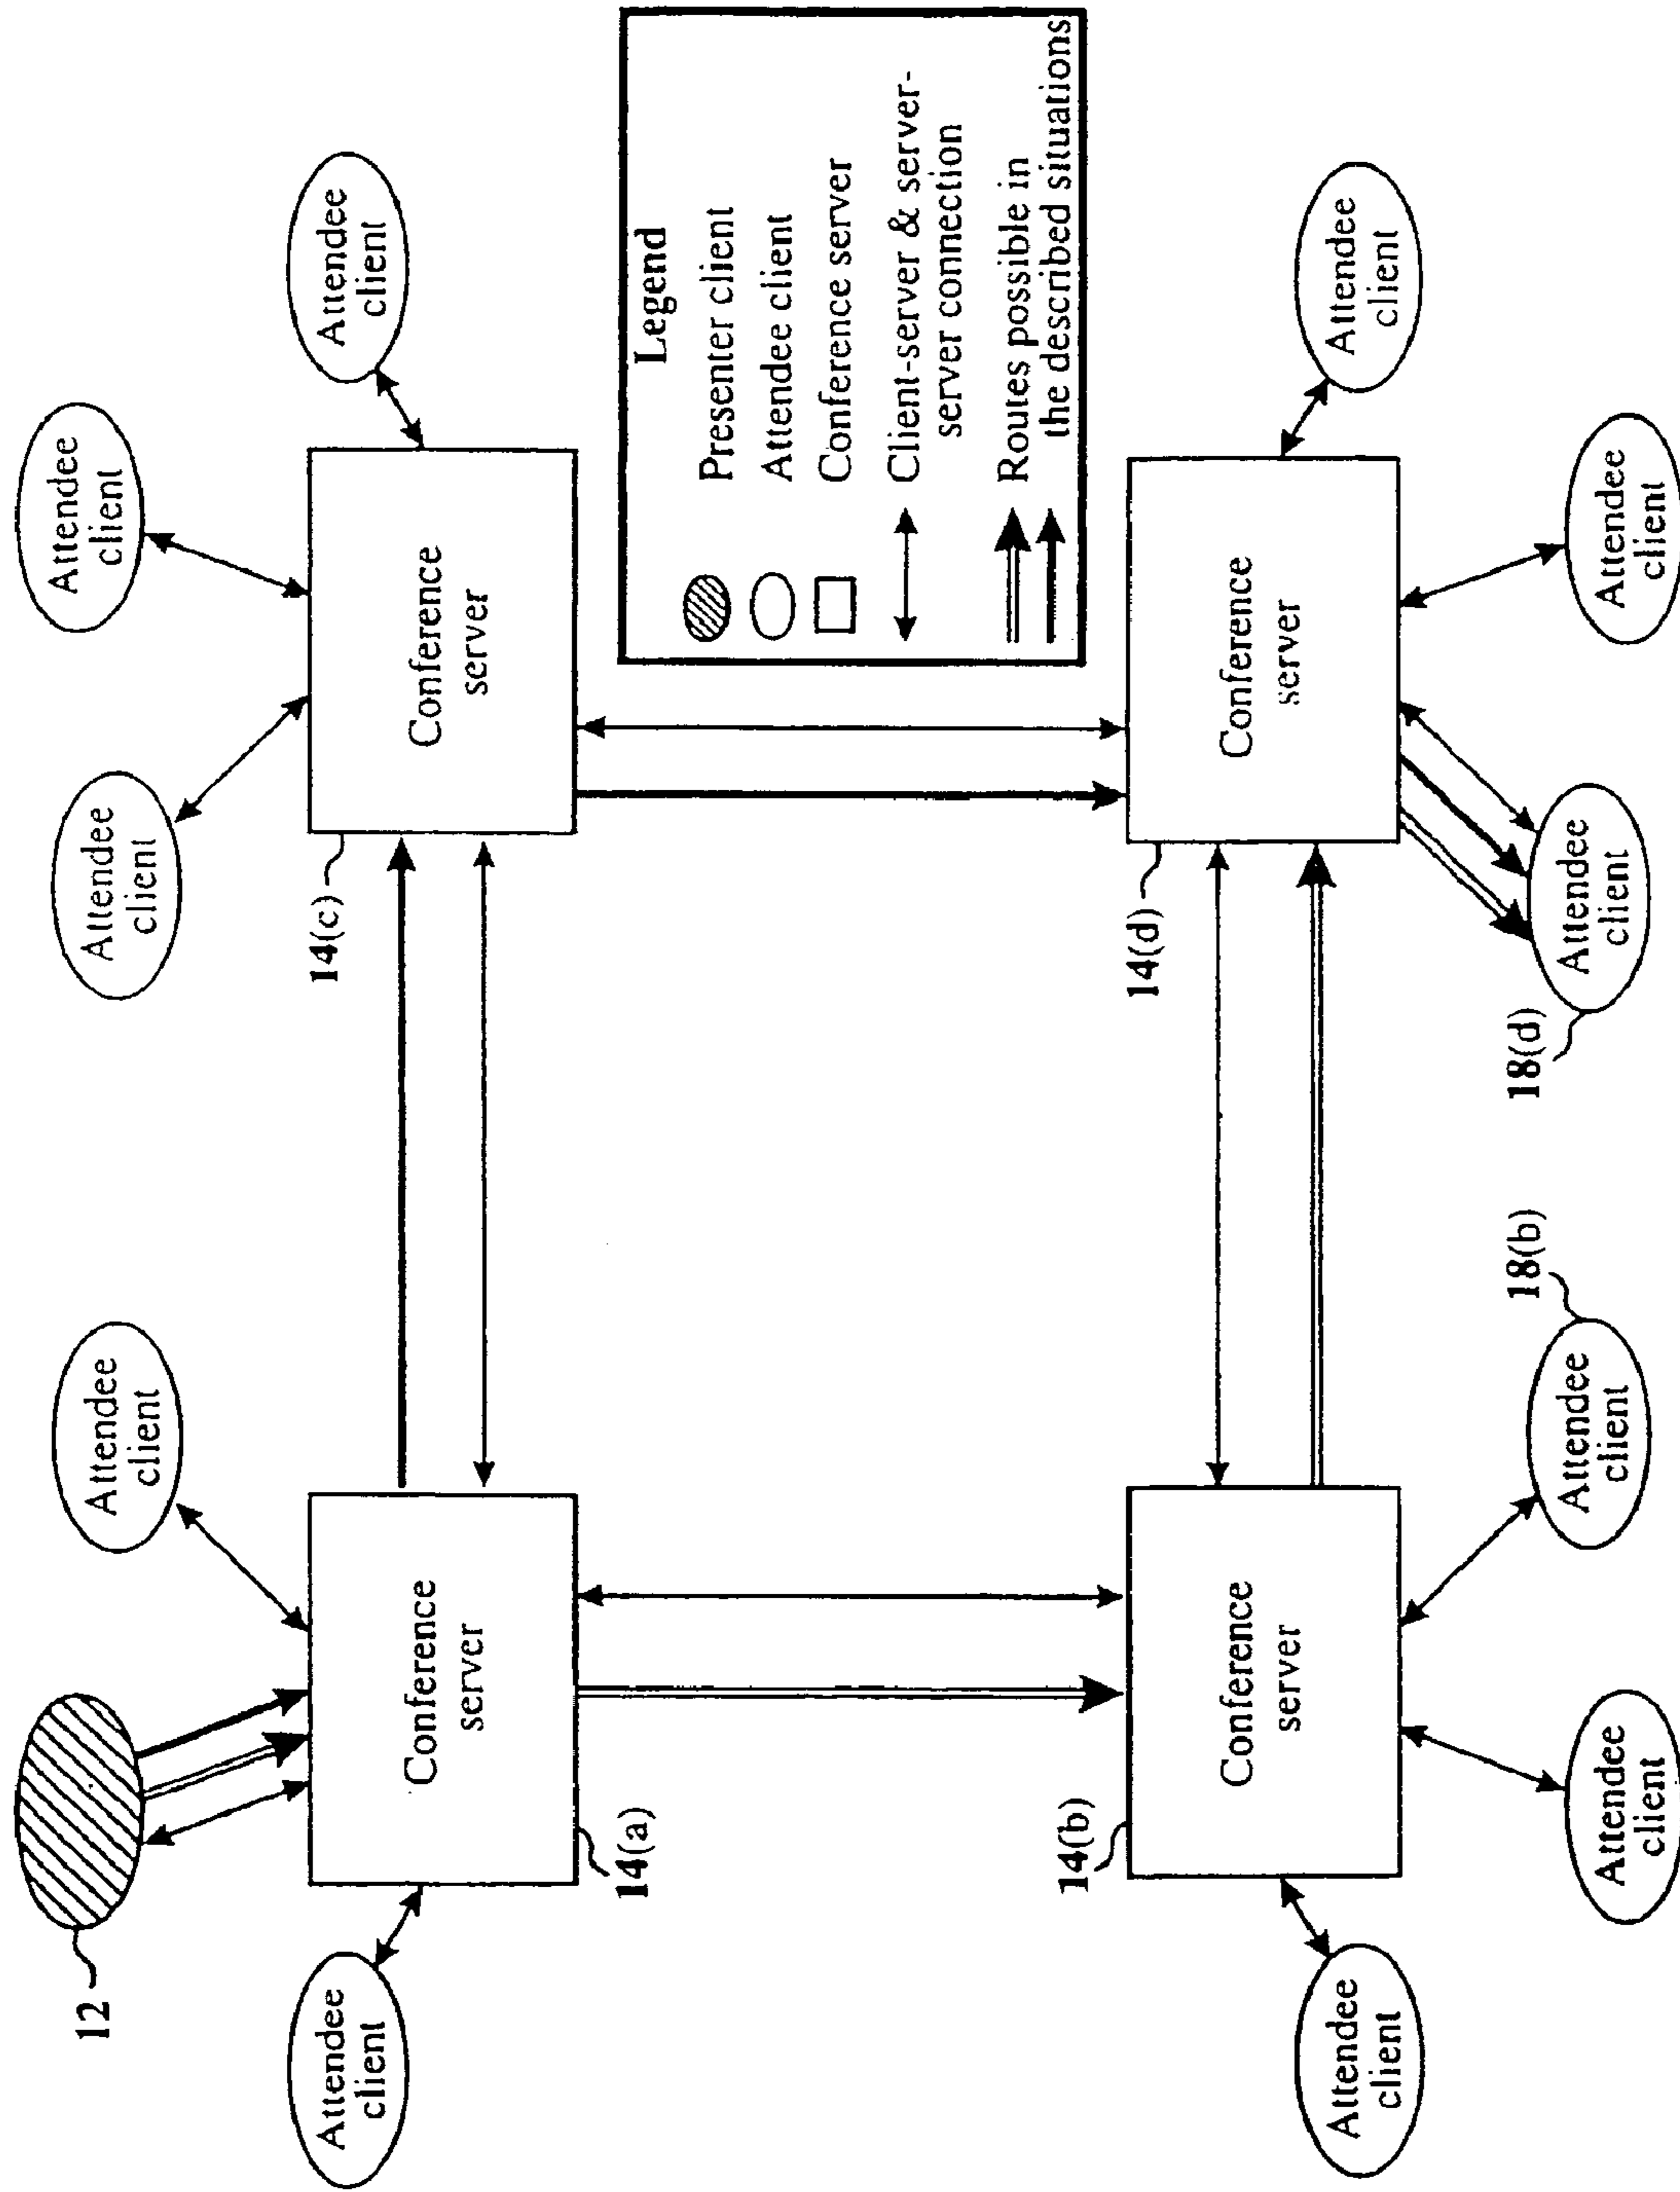 12
Attendee
client
Attendee
client
Attendee
client
Attendee
client
Attendee
client
14(c)
Conference
server
Conference
server
14(a)
Legend
Presenter client
Attendee client
Conference server
Client-server & server-
server connection
Routes possible in
the described situations
14(b)
14(d)
Conference
server
Conference
server
Attendee
client
Attendee
client
18(b)
18(d)
Attendee
client
Attendee
client
Attendee
client
Attendee
client